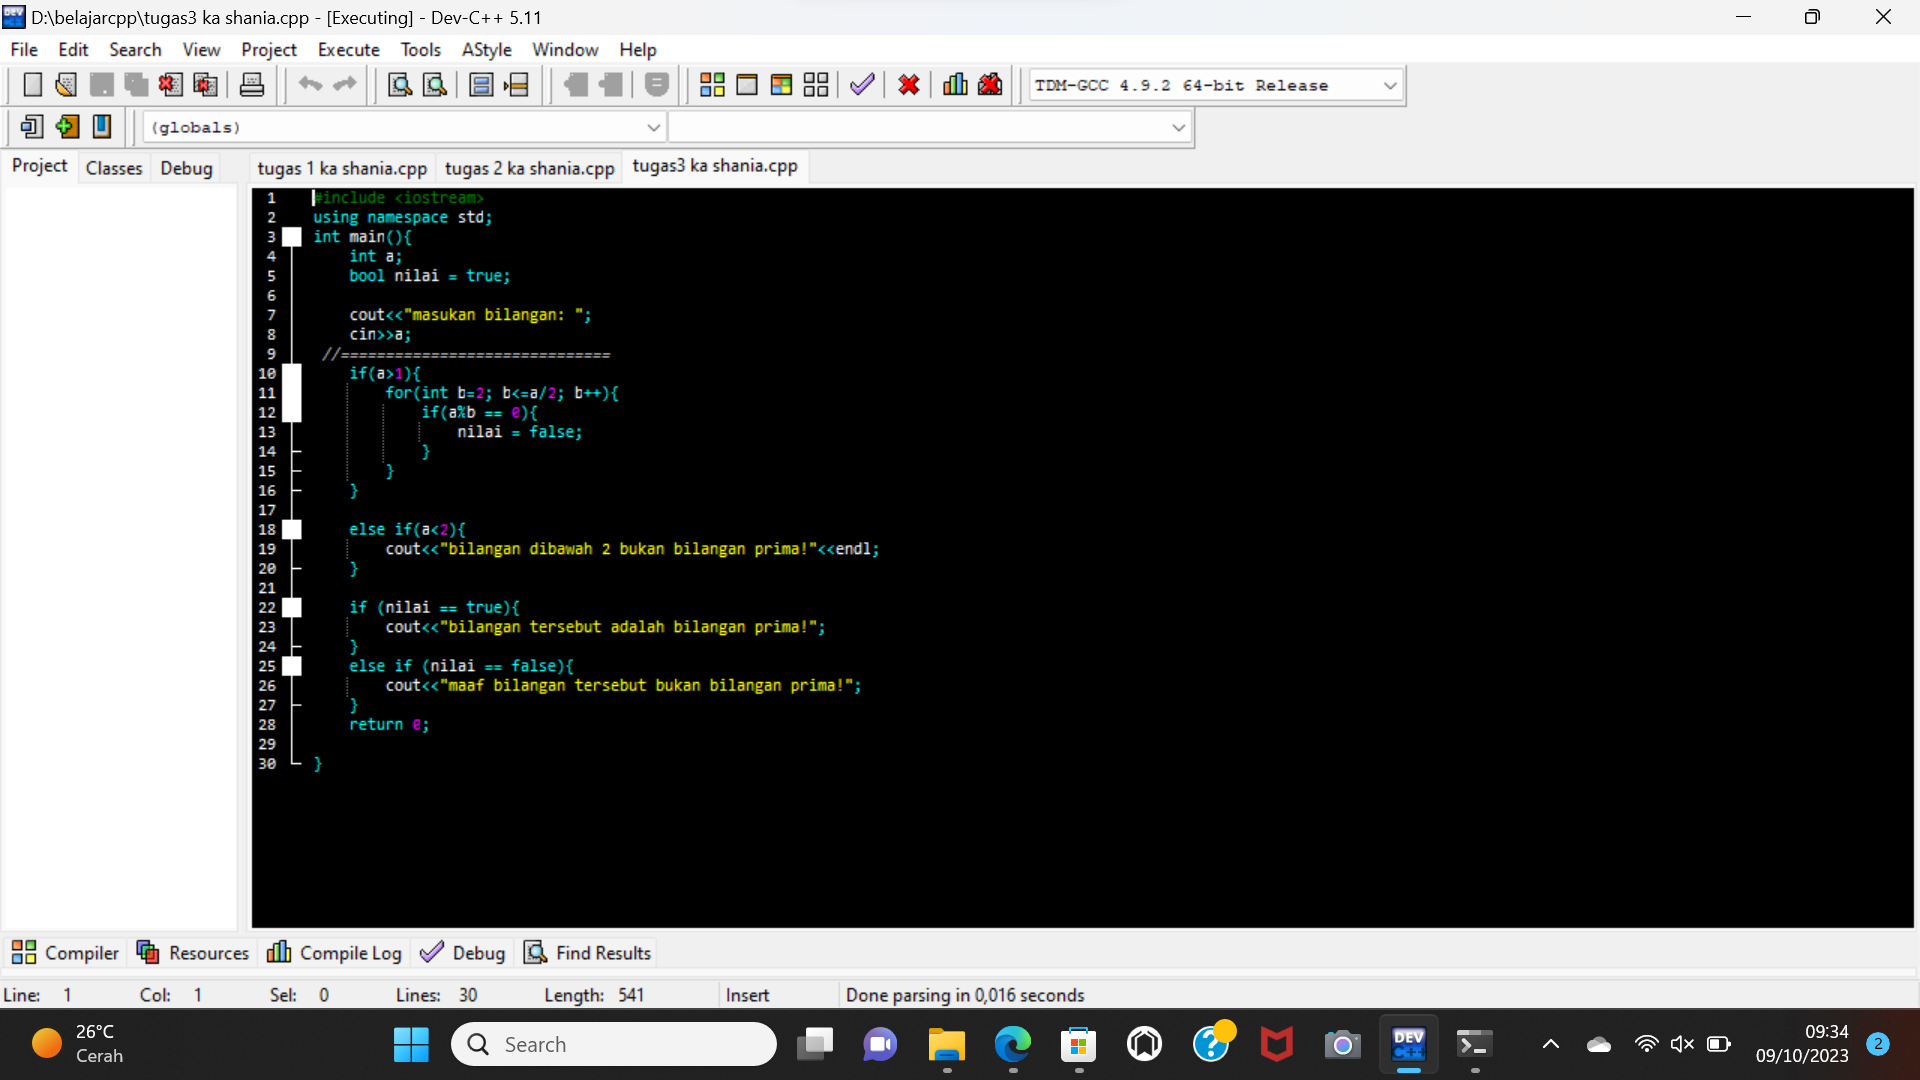 D:\belajarcpp\tugas3 ka shania.cpp - [Executing] - Dev-C++ 5.11
File Edit Search View Project Execute Tools AStyle Window Help
TDM-GCC 4.9.2 64-bit Release
(globals)
Project Classes Debug
tugas 1 ka shania.cpp tugas 2 ka shania.cpp tugas3 ka shania.cpp
1 #include <iostream>
2 using namespace std;
3 int main(){
4 int a;
5 bool nilai = true;
6
7 cout<<"masukan bilangan: ";
8 cin>>a;
9 //==============================
10 if(a>1){
11 for(int b=2; b<=a/2; b++){
12 if(a%b == 0){
13 nilai = false;
14 }
15 }
16 }
17
18 else if(a<2){
19 cout<<"bilangan dibawah 2 bukan bilangan prima!"<<endl;
20 }
21
22 if (nilai == true){
23 cout<<"bilangan tersebut adalah bilangan prima!";
24 }
25 else if (nilai == false){
26 cout<<"maaf bilangan tersebut bukan bilangan prima!";
27 }
28 return 0;
29
30 }
Compiler Resources Compile Log Debug Find Results
Line: 1 Col: 1 Sel: 0 Lines: 30 Length: 541 Insert Done parsing in 0,016 seconds
26°C
Cerah
Search
DEV
C++
09:34
09/10/2023
2